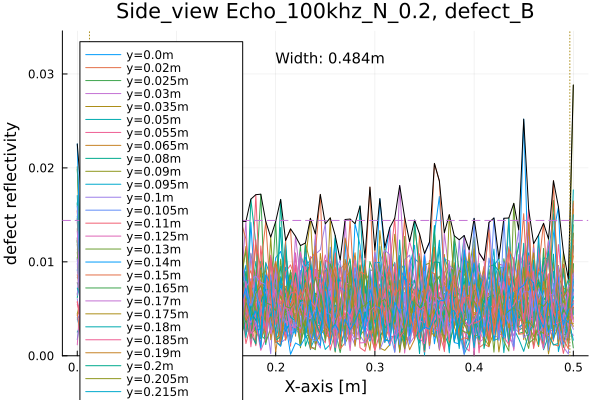 Side_view Echo_100khz_N_0.2, defect_B
Width: 0.484m
defect reflectivity
0.03
0.02
0.01
0.00
y=0.0m
y=0.02m
y=0.025m
y=0.03m
y=0.035m
y=0.05m
y=0.055m
y=0.065m
y=0.08m
y=0.09m
y=0.095m
y=0.1m
y=0.105m
y=0.11m
y=0.125m
y=0.13m
y=0.14m
y=0.15m
y=0.165m
y=0.17m
y=0.175m
y=0.18m
y=0.185m
y=0.19m
y=0.2m
y=0.205m
y=0.215m
0.2 0.3 0.4 0.5
X-axis [m]